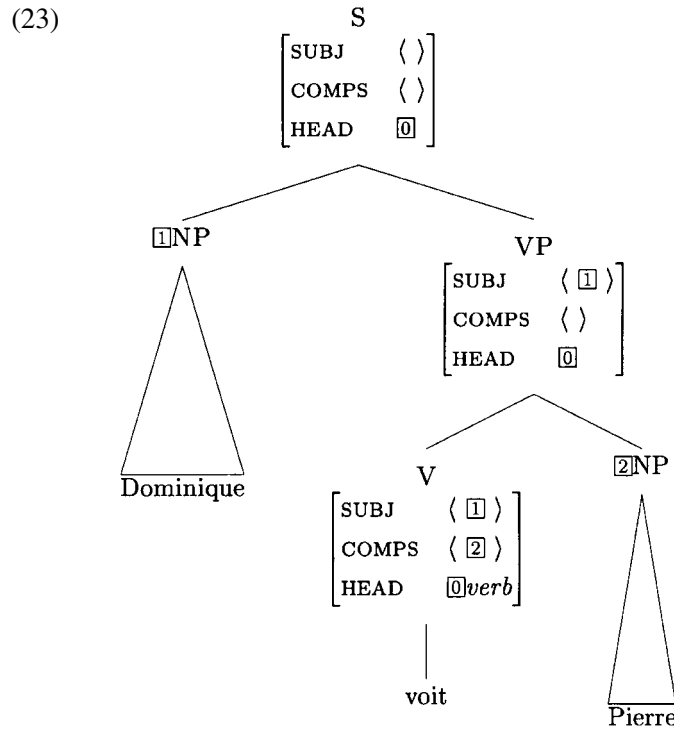 (23)
S
SUBJ ⟨ ⟩
COMPS ⟨ ⟩
HEAD 0
1NP
VP
SUBJ ⟨ 1 ⟩
COMPS ⟨ ⟩
HEAD 0
Dominique
V
2NP
SUBJ ⟨ 1 ⟩
COMPS ⟨ 2 ⟩
HEAD 0verb
voit
Pierre